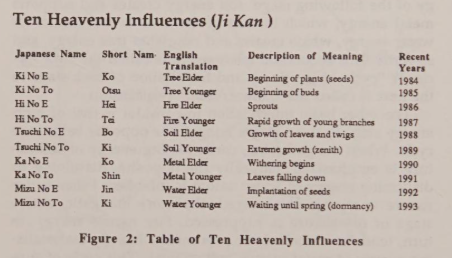 Ten Heavenly Influences (Ji Kan )
Japanese Name Short Nam English Translation Description of Meaning Recent Years
Ki No E Ko Tree Elder Beginning of plants (seeds) 1984
Ki No To Otsu Tree Younger Beginning of buds 1985
Hi No E Hei Fire Elder Sprouts 1986
Hi No To Tei Fire Younger Rapid growth of young branches 1987
Tsuchi No E Bo Soil Elder Growth of leaves and twigs 1988
Tsuchi No To Ki Soil Younger Extreme growth (zenith) 1989
Ka No E Ko Metal Elder Withering begins 1990
Ka No To Shin Metal Younger Leaves falling down 1991
Mizu No E Jin Water Elder Implantation of seeds 1992
Mizu No To Ki Water Younger Waiting until spring (dormancy) 1993
Figure 2: Table of Ten Heavenly Influences